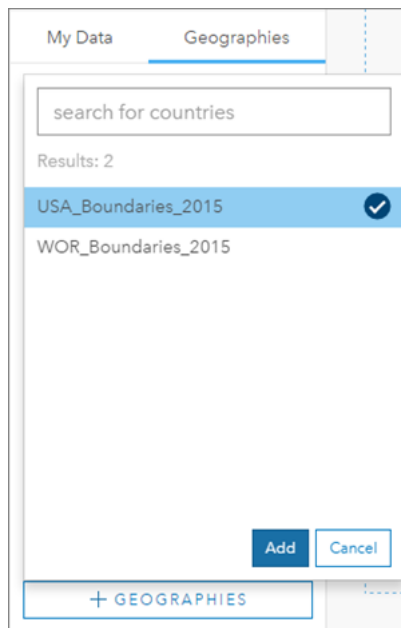 My Data Geographies
search for countries
Results: 2
USA_Boundaries_2015
WOR_Boundaries_2015
Add Cancel
+ GEOGRAPHIES